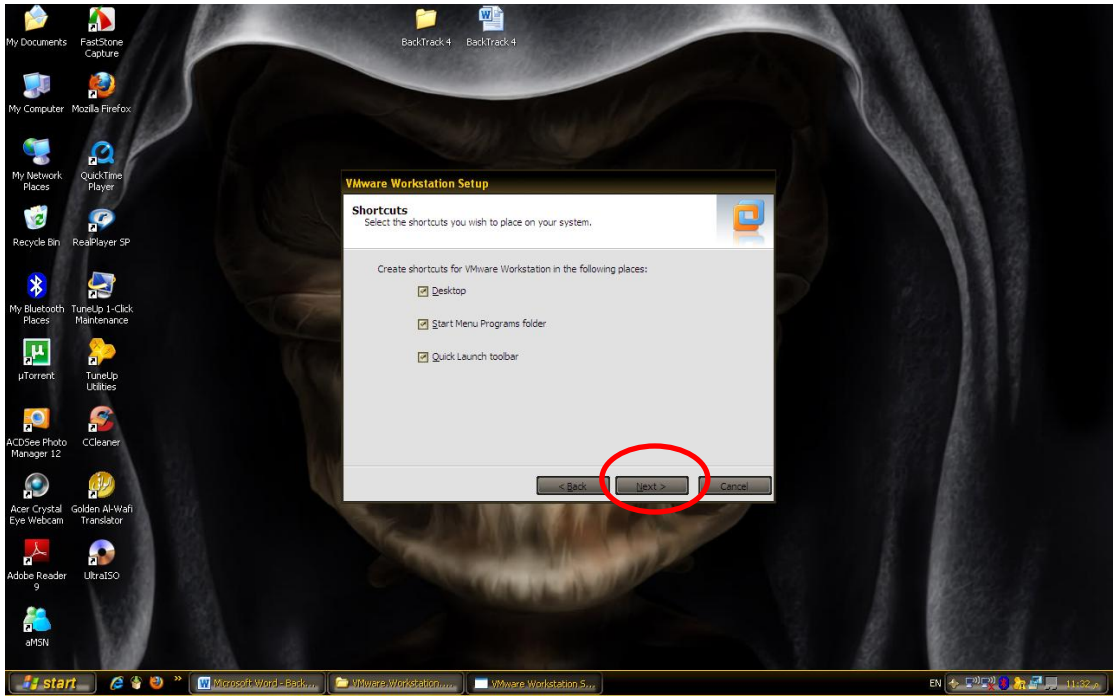 My Documents
FastStone
Capture
BackTrack 4
BackTrack 4
My Computer
Mozilla Firefox
My Network
Places
QuickTime
Player
Recycle Bin
RealPlayer SP
My Bluetooth
Places
TuneUp 1-Click
Maintenance
µTorrent
TuneUp
Utilities
ACDSee Photo
Manager 12
CCleaner
Acer Crystal
Eye Webcam
Golden Al-Wafi
Translator
Adobe Reader
9
UltraISO
aMSN
VMware Workstation Setup
Shortcuts
Select the shortcuts you wish to place on your system.
Create shortcuts for VMware Workstation in the following places:
Desktop
Start Menu Programs folder
Quick Launch toolbar
< Back
Next >
Cancel
start
Microsoft Word - Back...
VMware.Workstation....
VMware Workstation S...
EN
11:32 م